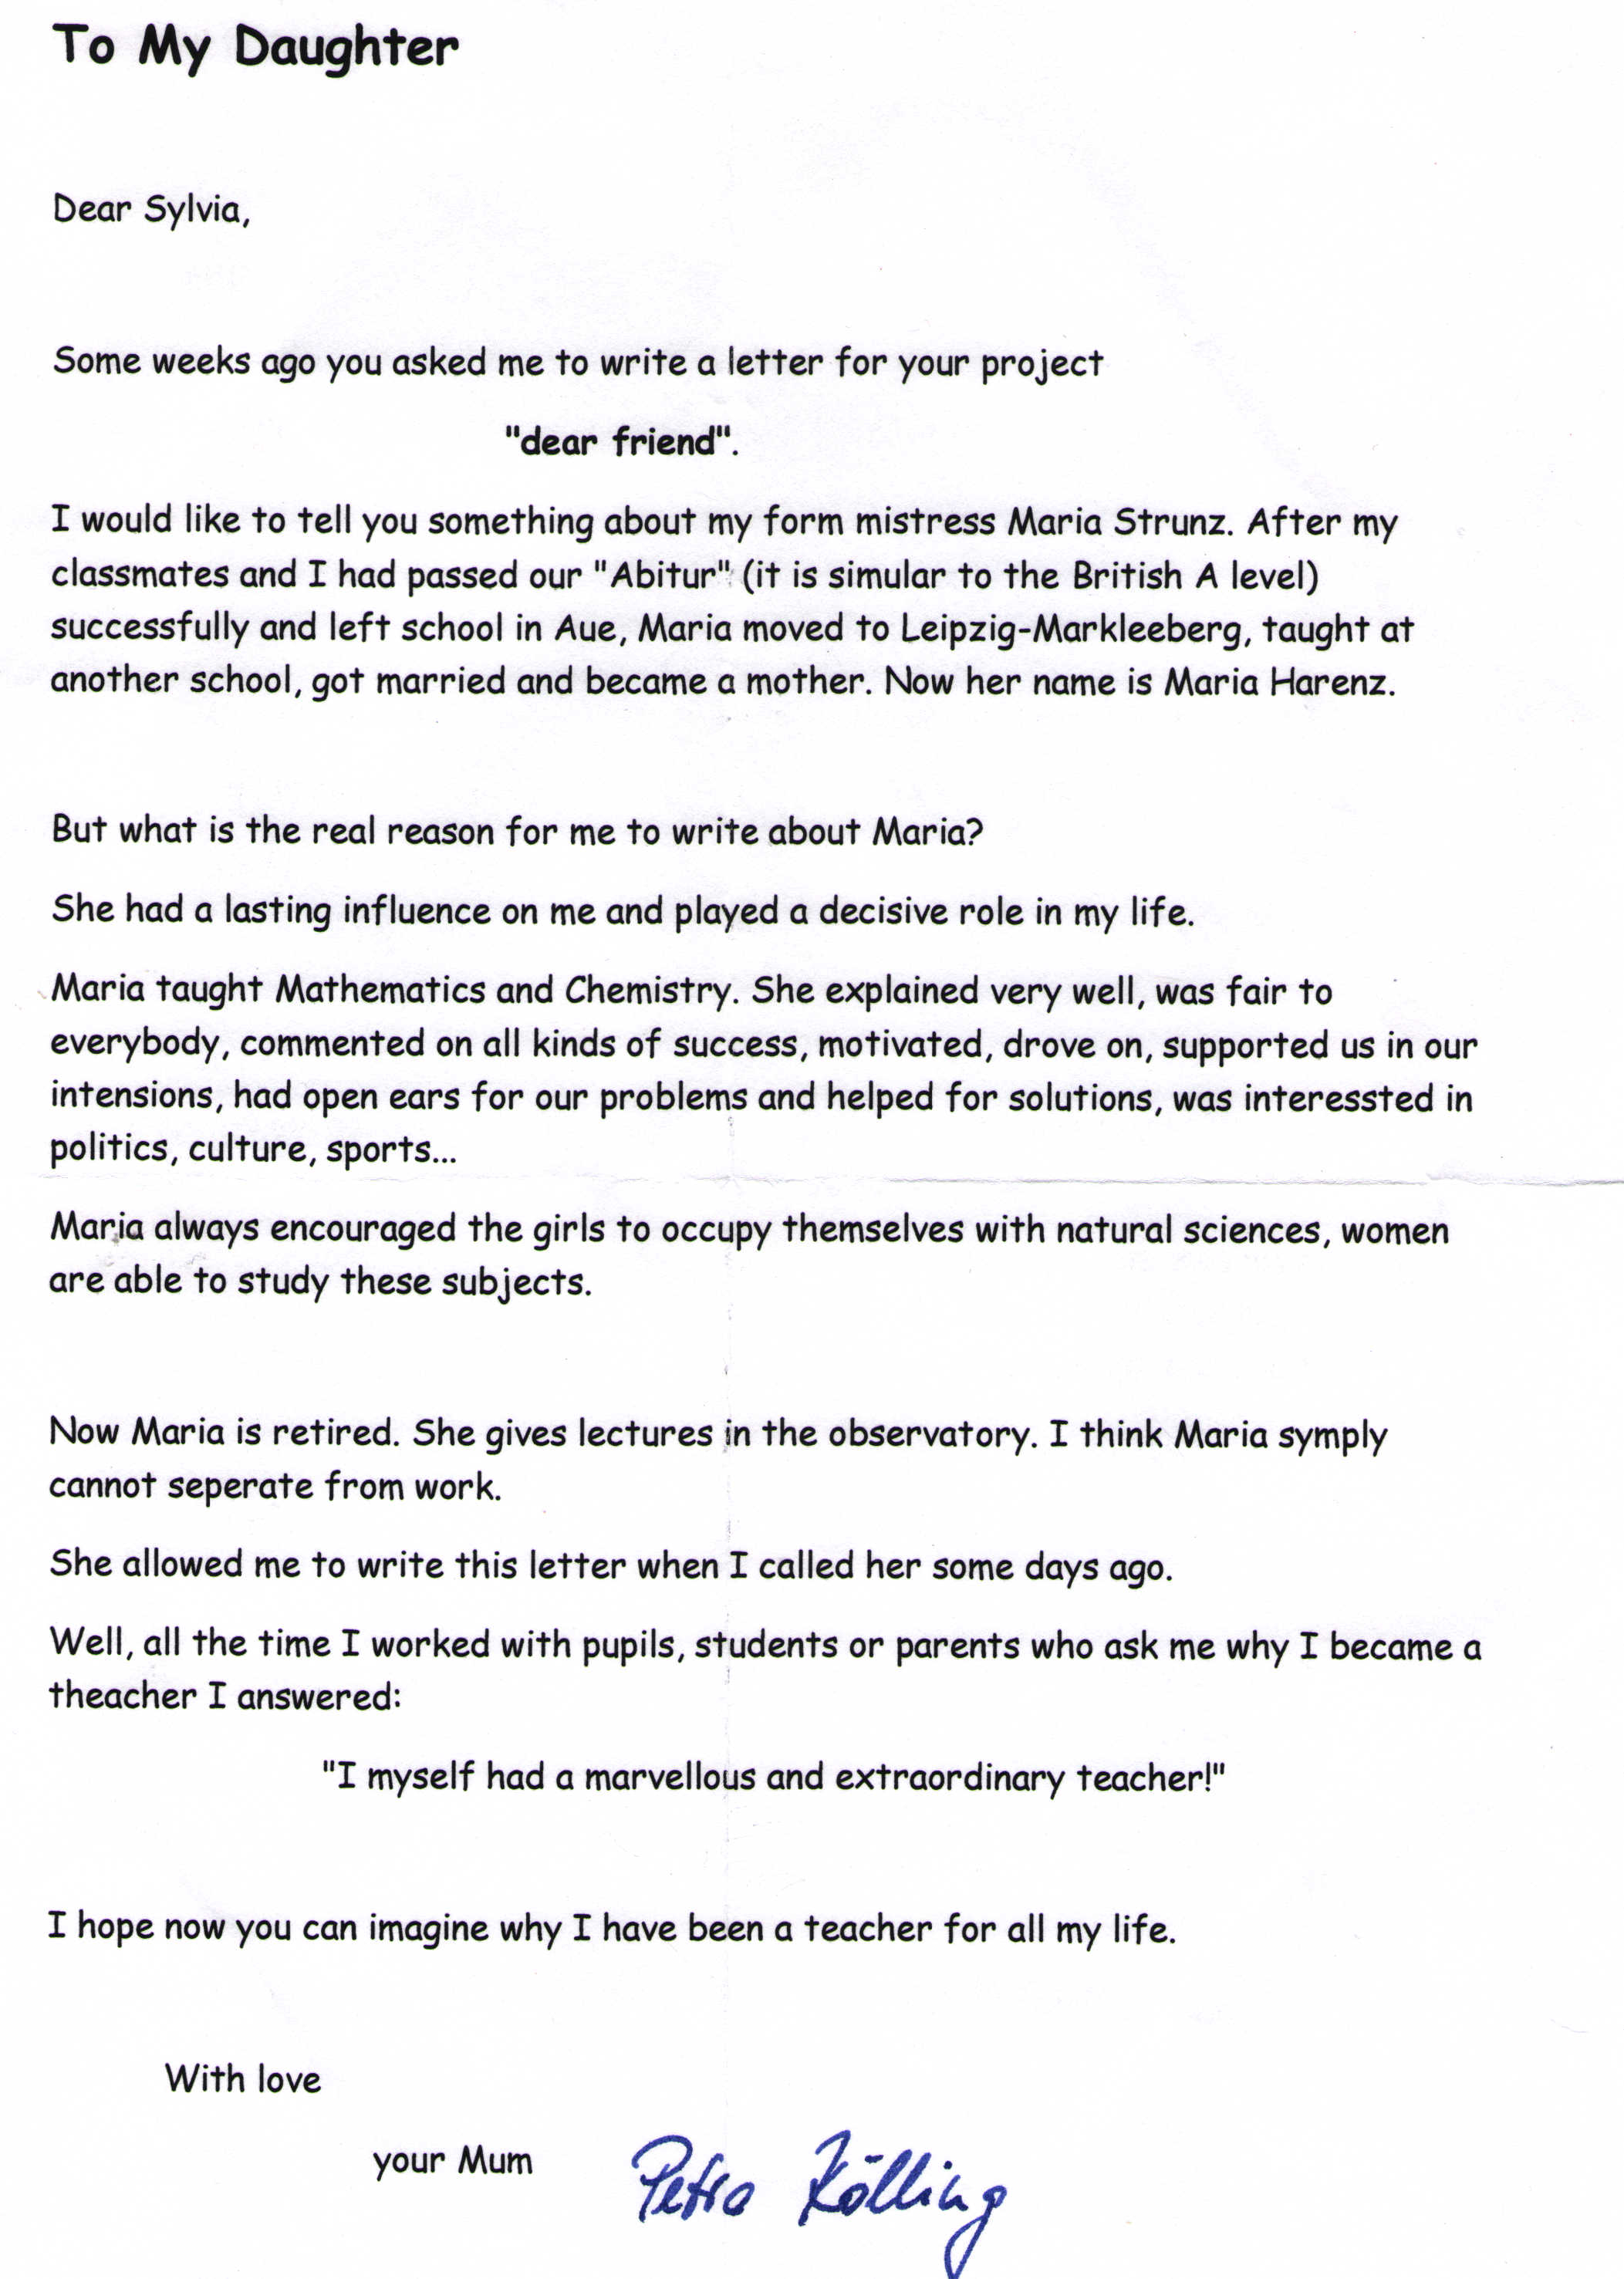 To My Daughter
Dear Sylvia,
Some weeks ago you asked me to write a letter for your project
"dear friend".
I would like to tell you something about my form mistress Maria Strunz. After my
classmates and I had passed our "Abitur" (it is simular to the British A level)
successfully and left school in Aue, Maria moved to Leipzig-Markleeberg, taught at
another school, got married and became a mother. Now her name is Maria Harenz.
But what is the real reason for me to write about Maria?
She had a lasting influence on me and played a decisive role in my life.
Maria taught Mathematics and Chemistry. She explained very well, was fair to
everybody, commented on all kinds of success, motivated, drove on, supported us in our
intensions, had open ears for our problems and helped for solutions, was interessted in
politics, culture, sports...
Maria always encouraged the girls to occupy themselves with natural sciences, women
are able to study these subjects.
Now Maria is retired. She gives lectures in the observatory. I think Maria symply
cannot seperate from work.
She allowed me to write this letter when I called her some days ago.
Well, all the time I worked with pupils, students or parents who ask me why I became a
theacher I answered:
"I myself had a marvellous and extraordinary teacher!"
I hope now you can imagine why I have been a teacher for all my life.
With love
your Mum Petra Kölling